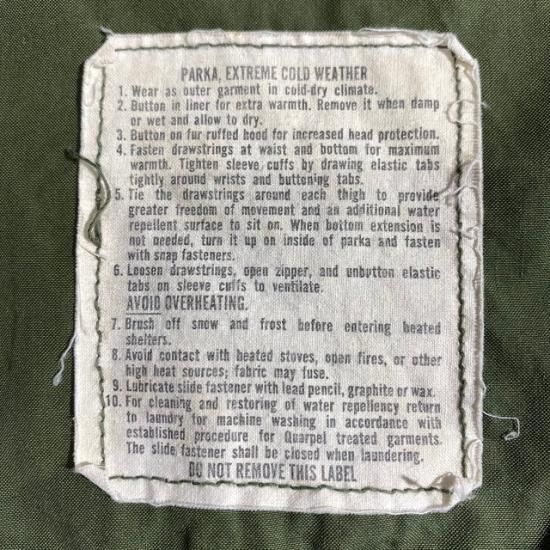 PARKA, EXTREME COLD WEATHER
1. Wear as outer garment in cold-dry climate.
2. Button in liner for extra warmth. Remove it when damp
or wet and allow to dry.
3. Button on fur ruffed hood for increased head protection.
4. Fasten drawstrings at waist and bottom for maximum
warmth. Tighten sleeve cuffs by drawing elastic tabs
tightly around wrists and buttoning tabs.
5. Tie the drawstrings around each thigh to provide
greater freedom of movement and an additional water
repellent surface to sit on. When bottom extension is
not needed, turn it up on inside of parka and fasten
with snap fasteners.
6. Loosen drawstrings, open zipper, and unbutton elastic
tabs on sleeve cuffs to ventilate.
AVOID OVERHEATING.
7. Brush off snow and frost before entering heated
shelters.
8. Avoid contact with heated stoves, open fires, or other
high heat sources; fabric may fuse.
9. Lubricate slide fastener with lead pencil, graphite or wax.
10. For cleaning and restoring of water repellency return
to laundry for machine washing in accordance with
established procedure for Quarpel treated garments.
The slide fastener shall be closed when laundering.
DO NOT REMOVE THIS LABEL